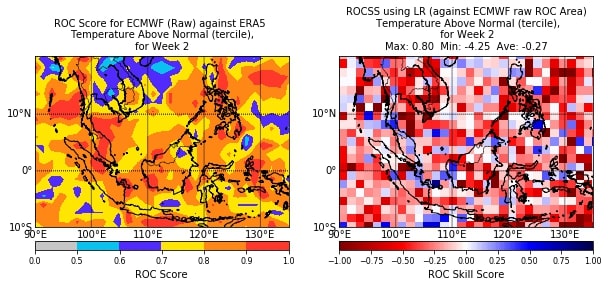 ROC Score for ECMWF (Raw) against ERA5
Temperature Above Normal (tercile),
for Week 2
10°N
0°
10°S
90°E 100°E 110°E 120°E 130°E
0.0 0.5 0.6 0.7 0.8 0.9 1.0
ROC Score
ROCSS using LR (against ECMWF raw ROC Area)
Temperature Above Normal (tercile),
for Week 2
Max: 0.80 Min: -4.25 Ave: -0.27
10°N
0°
10°S
90°E 100°E 110°E 120°E 130°E
−1.00 −0.75 −0.50 −0.25 0.00 0.25 0.50 0.75 1.00
ROC Skill Score